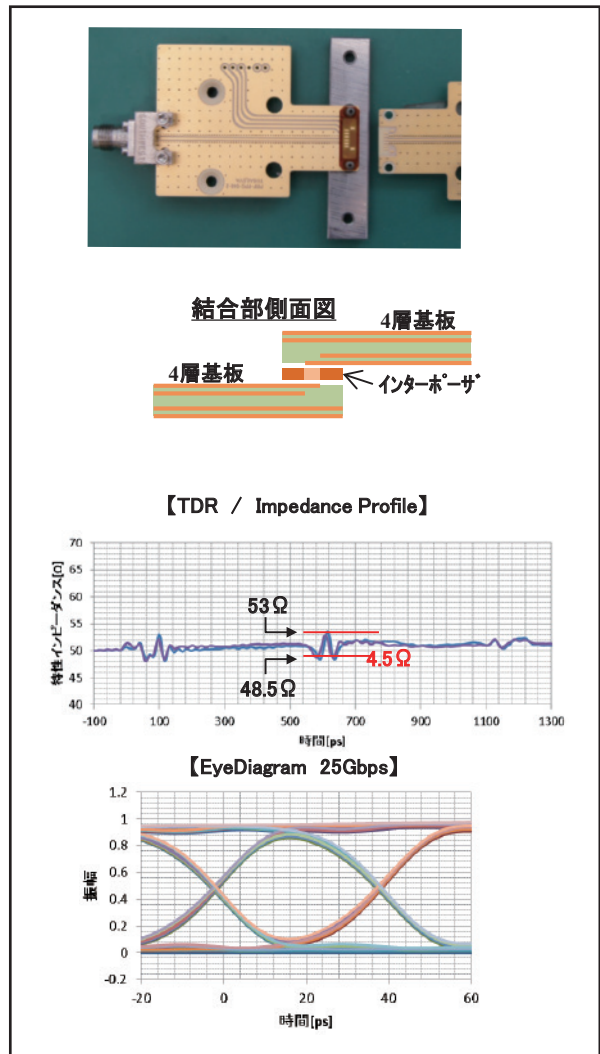 結合部側面図
4層基板
4層基板
インターポーザ
【TDR / Impedance Profile】
特性インピーダンス[Ω]
70
65
60
55
50
45
40
53Ω
48.5Ω
4.5Ω
-100 100 300 500 700 900 1100 1300
時間[ps]
【EyeDiagram 25Gbps】
振幅
1.2
1
0.8
0.6
0.4
0.2
0
-0.2
-20 0 20 40 60
時間[ps]